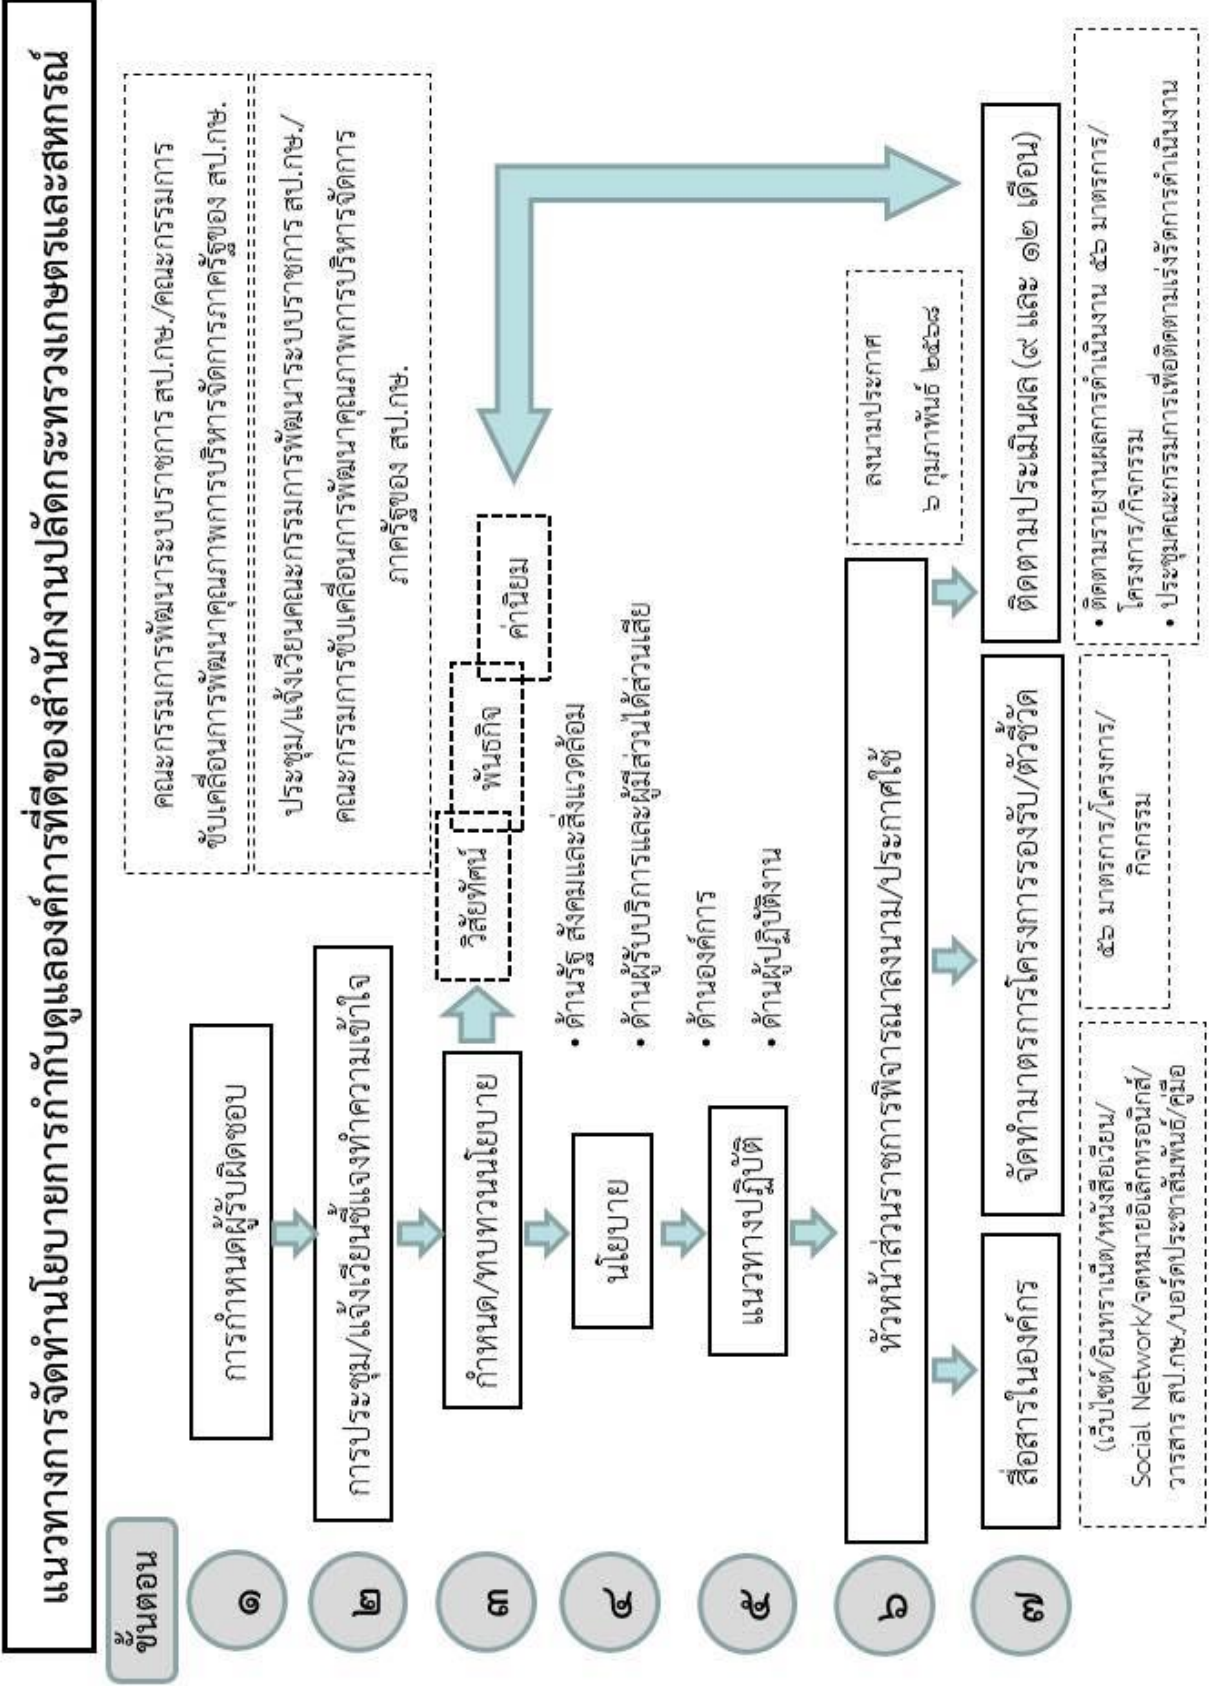 แนวทางการจัดทำนโยบายการกำกับดูแลองค์การที่ดีของสำนักงานปลัดกระทรวงเกษตรและสหกรณ์
ขั้นตอน
๑
การกำหนดผู้รับผิดชอบ
คณะกรรมการพัฒนาระบบราชการ สป.กษ./คณะกรรมการ
ขับเคลื่อนการพัฒนาคุณภาพการบริหารจัดการภาครัฐของ สป.กษ.
๒
การประชุม/แจ้งเวียนชี้แจงทำความเข้าใจ
ประชุม/แจ้งเวียนคณะกรรมการพัฒนาระบบราชการ สป.กษ./
คณะกรรมการขับเคลื่อนการพัฒนาคุณภาพการบริหารจัดการ
ภาครัฐของ สป.กษ.
๓
กำหนด/ทบทวนนโยบาย
วิสัยทัศน์
พันธกิจ
ค่านิยม
๔
นโยบาย
• ด้านรัฐ สังคมและสิ่งแวดล้อม
• ด้านผู้รับบริการและผู้มีส่วนได้ส่วนเสีย
• ด้านองค์การ
• ด้านผู้ปฏิบัติงาน
๕
แนวทางปฏิบัติ
๖
หัวหน้าส่วนราชการพิจารณาลงนาม/ประกาศใช้
ลงนามประกาศ
๖ กุมภาพันธ์ ๒๕๖๘
๗
สื่อสารในองค์กร
จัดทำมาตรการโครงการรองรับ/ตัวชี้วัด
ติดตามประเมินผล (๙ และ ๑๒ เดือน)
(เว็บไซต์/อินทราเน็ต/หนังสือเวียน/
Social Network/จดหมายอิเล็กทรอนิกส์/
วารสาร สป.กษ./บอร์ดประชาสัมพันธ์/คู่มือ
๕๖ มาตรการ/โครงการ/
กิจกรรม
• ติดตามรายงานผลการดำเนินงาน ๕๖ มาตรการ/
โครงการ/กิจกรรม
• ประชุมคณะกรรมการเพื่อติดตามเร่งรัดการดำเนินงาน